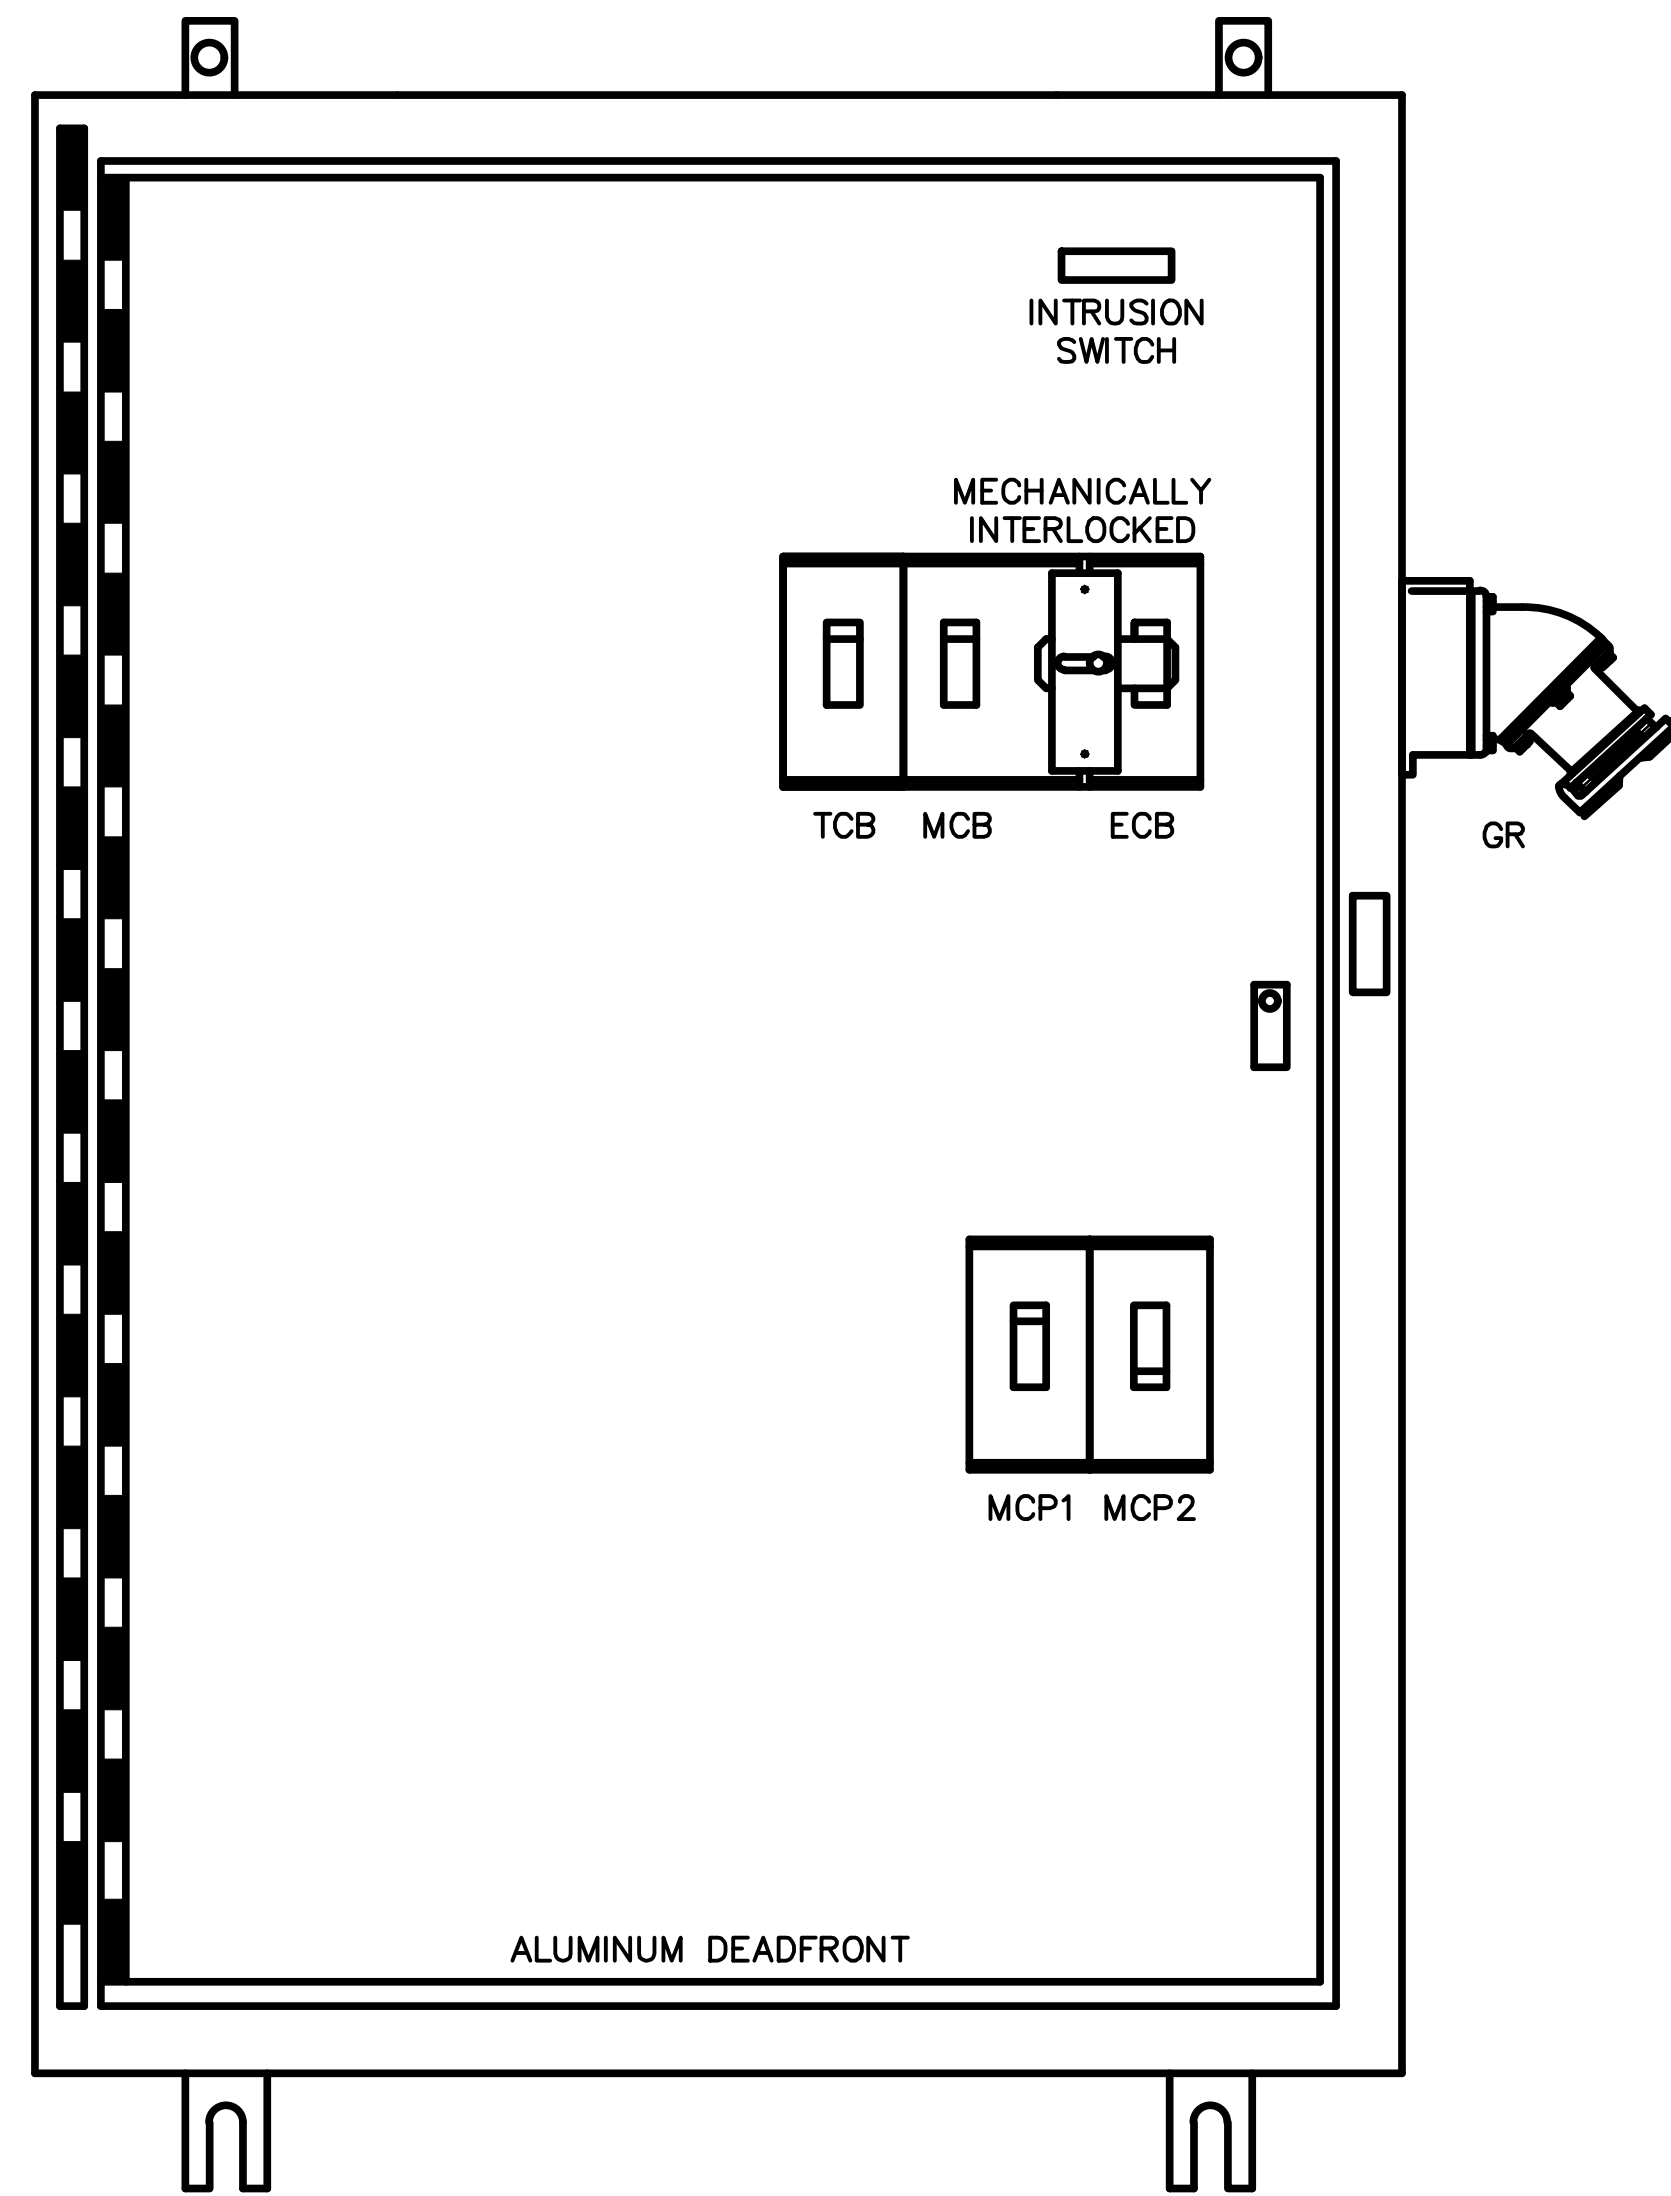 INTRUSION
SWITCH
MECHANICALLY
INTERLOCKED
TCB MCB ECB
GR
MCP1 MCP2
ALUMINUM DEADFRONT